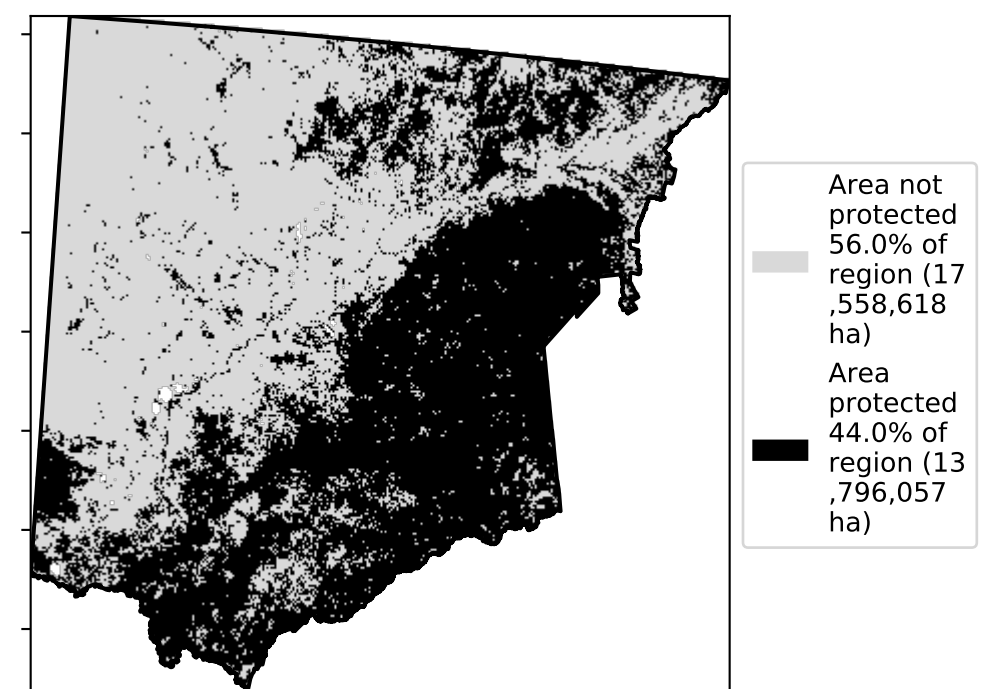 Area not
protected
56.0% of
region (17
,558,618
ha)
Area
protected
44.0% of
region (13
,796,057
ha)